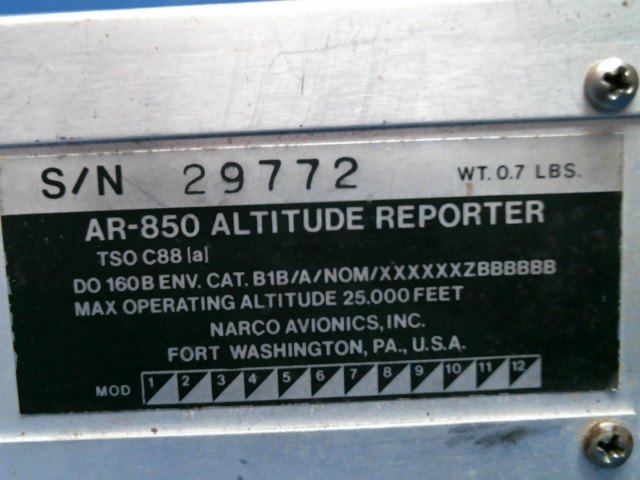 S/N 29772 WT. 0.7 LBS.
AR-850 ALTITUDE REPORTER
TSO C88 (a)
DO 160B ENV. CAT. B1B/A/NOM/XXXXXXZBBBBBB
MAX OPERATING ALTITUDE 25.000 FEET
NARCO AVIONICS, INC.
FORT WASHINGTON, PA., U.S.A.
MOD 1 2 3 4 5 6 7 8 9 10 11 12